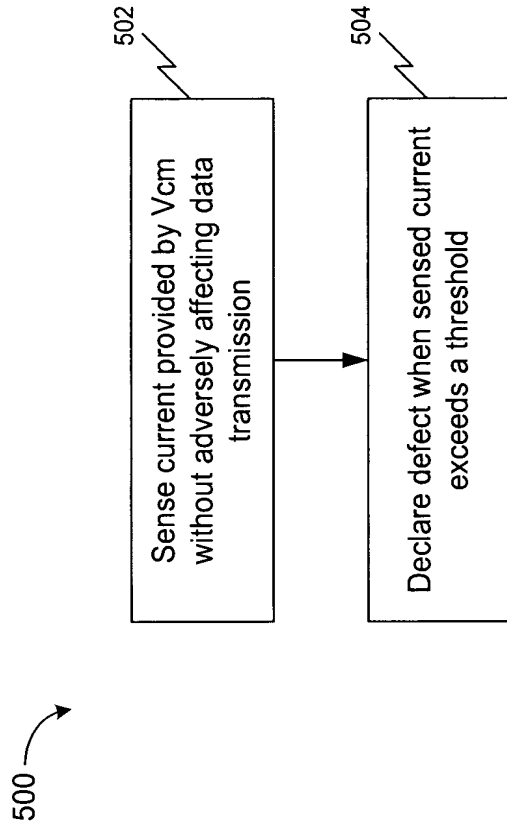 500
502
Sense current provided by Vcm
without adversely affecting data
transmission
504
Declare defect when sensed current
exceeds a threshold